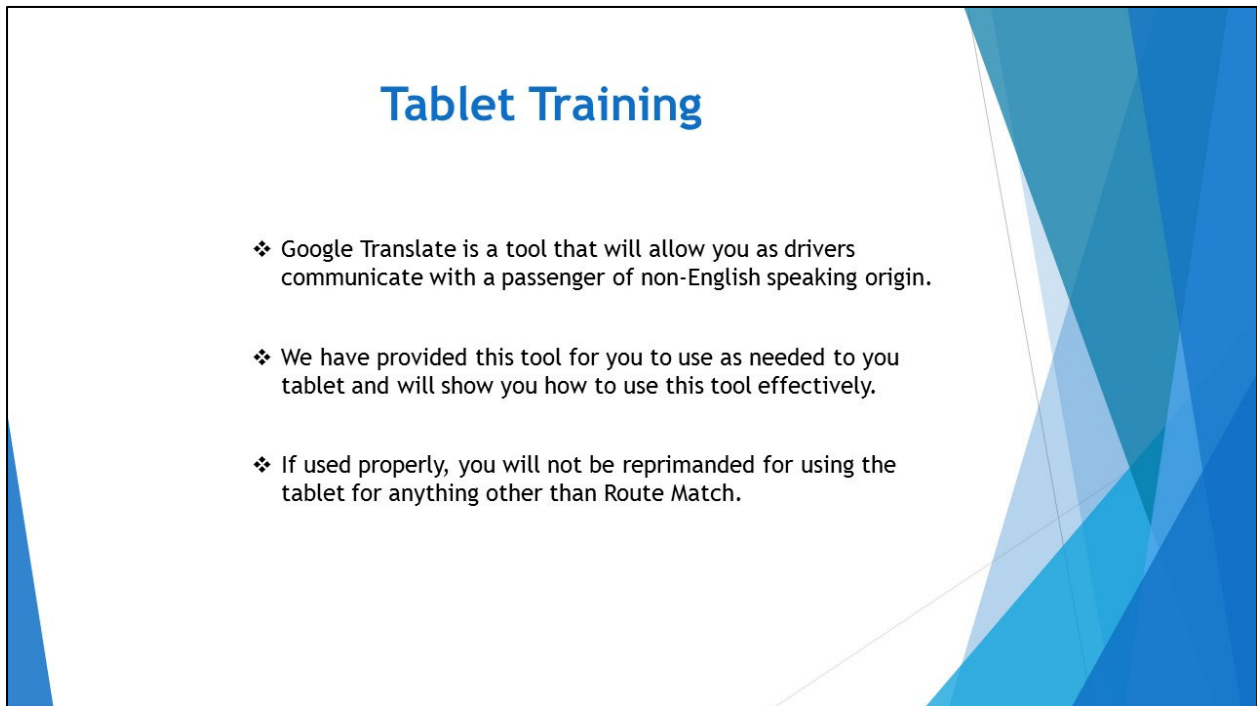 Tablet Training
❖ Google Translate is a tool that will allow you as drivers
communicate with a passenger of non-English speaking origin.
❖ We have provided this tool for you to use as needed to you
tablet and will show you how to use this tool effectively.
❖ If used properly, you will not be reprimanded for using the
tablet for anything other than Route Match.